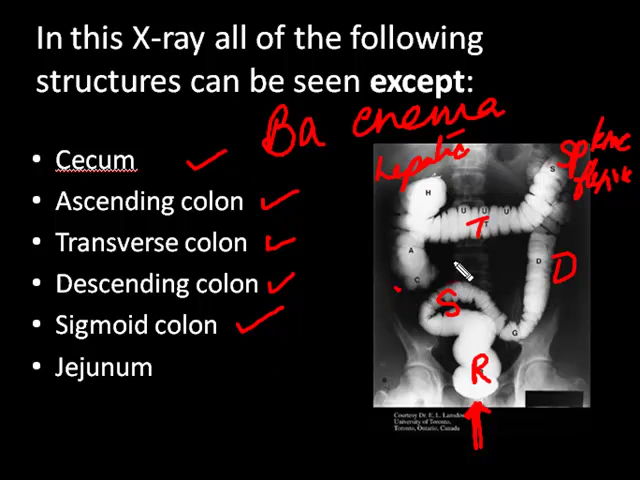 In this X-ray all of the following
structures can be seen except:
Ba enema
• Cecum
• Ascending colon
• Transverse colon
• Descending colon
• Sigmoid colon
• Jejunum
hepatic
splenic
flexure
H
S
U U U
T
A
D D
C
S
G
R
Courtesy Dr. E. L. Lansdown
University of Toronto,
Toronto, Ontario, Canada